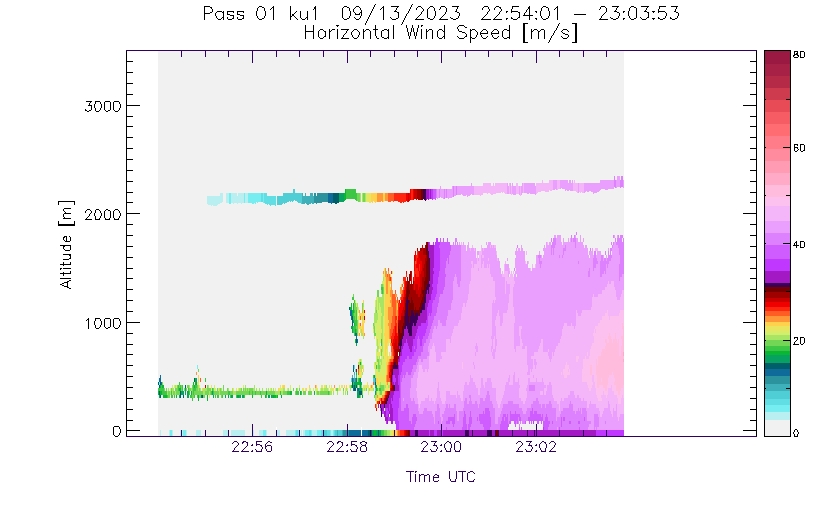 Pass 01 ku1 09/13/2023 22:54:01 – 23:03:53
Horizontal Wind Speed [m/s]
80
3000
60
2000
Altitude [m]
40
1000
20
0
0
22:56 22:58 23:00 23:02
Time UTC